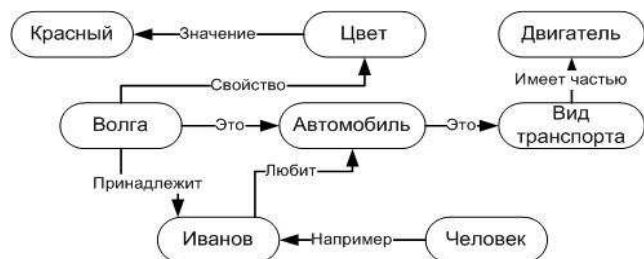 Красный
Значение
Цвет
Двигатель
Свойство
Имеет частью
Волга
Это
Автомобиль
Это
Вид
транспорта
Принадлежит
Любит
Иванов
Например
Человек